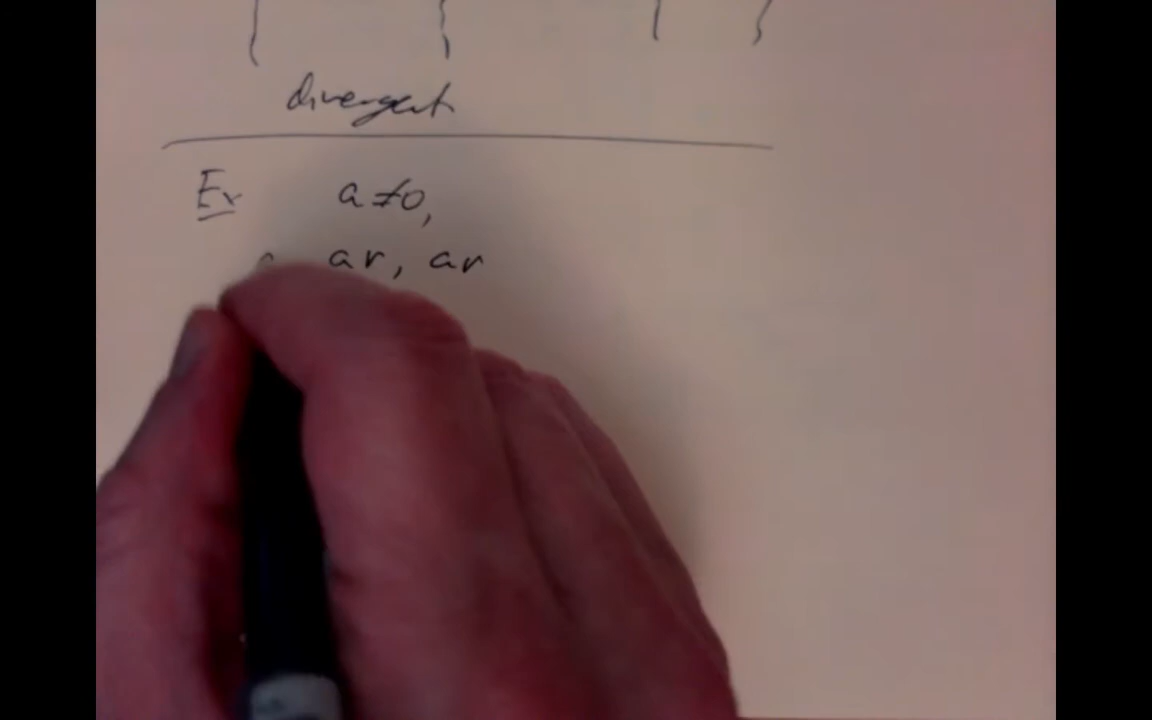 divergent
Ex a ≠ 0,
a ar, ar